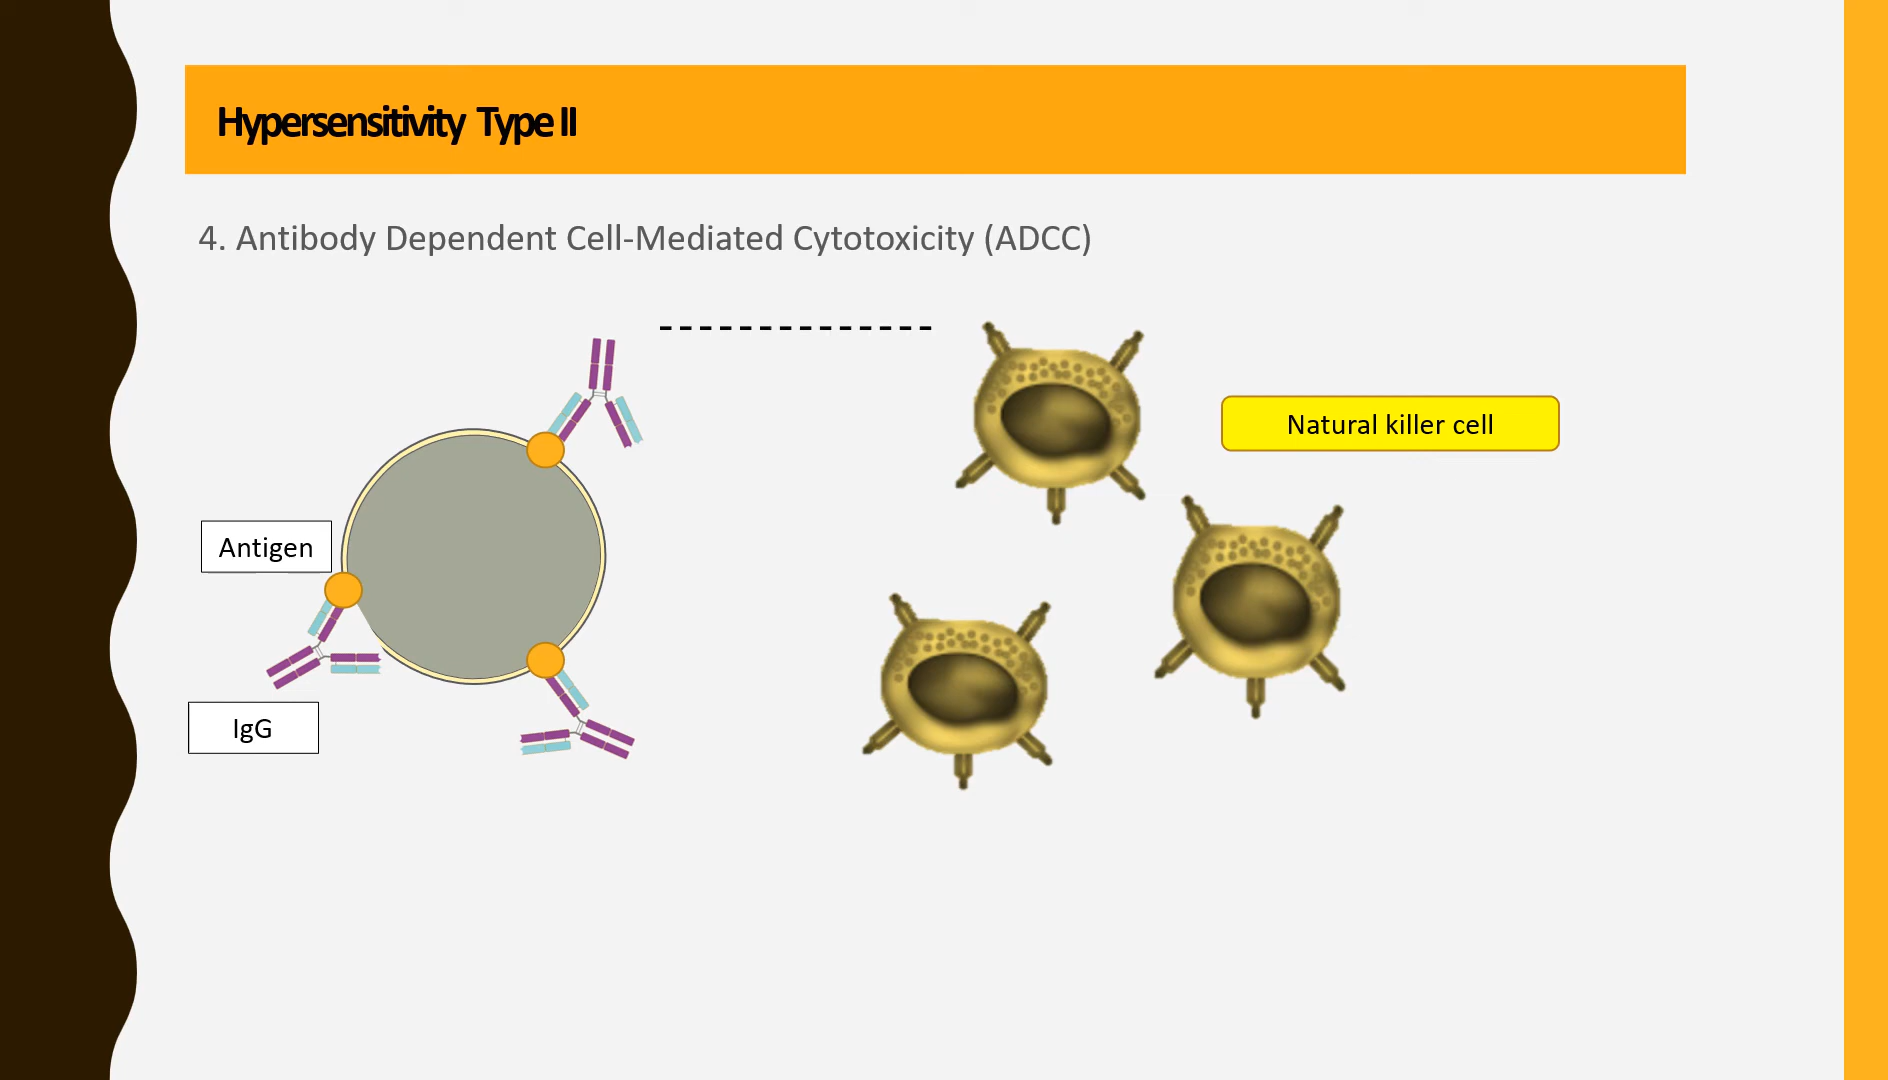 Hypersensitivity Type II
4. Antibody Dependent Cell-Mediated Cytotoxicity (ADCC)
Natural killer cell
Antigen
IgG